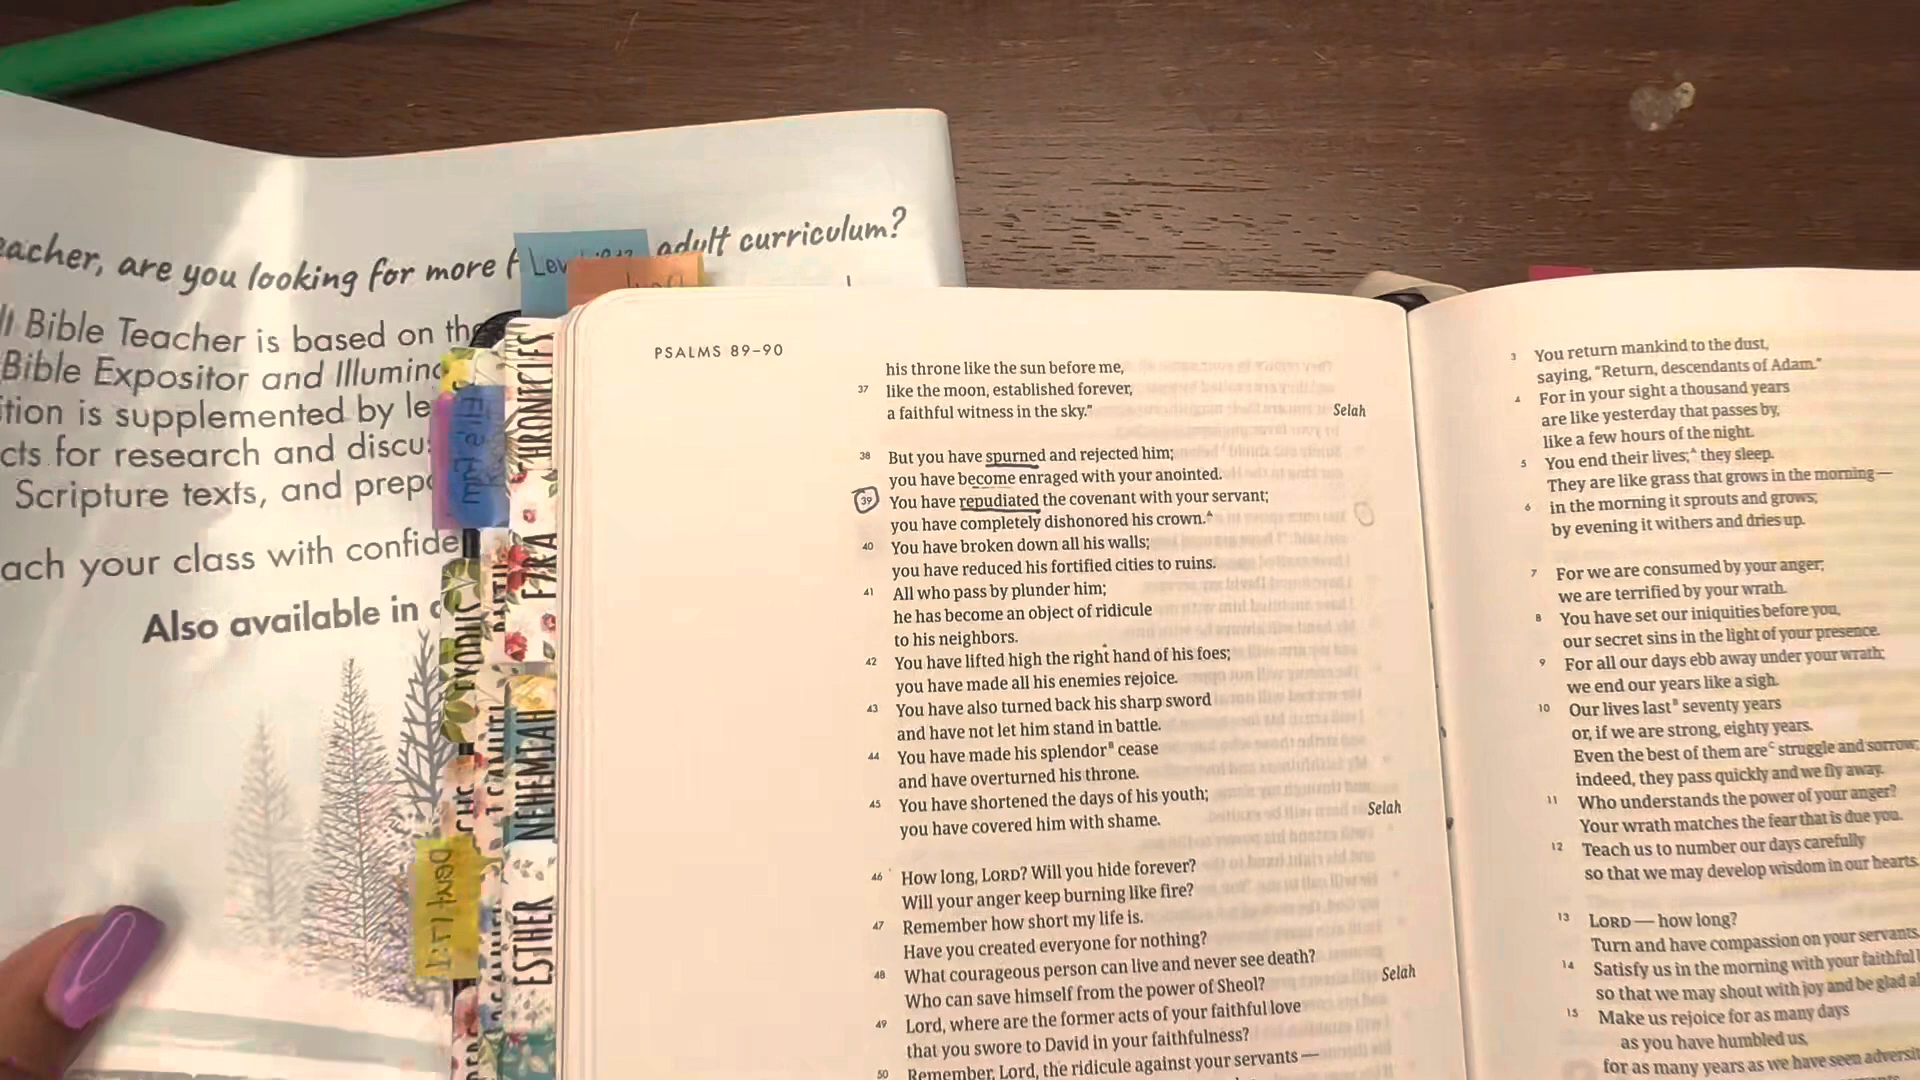 eacher, are you looking for more f
adult curriculum?
Bible Teacher is based on the
Bible Expositor and Illumin
ition is supplemented by le
cts for research and discu
Scripture texts, and prep
ach your class with confide
Also available in
Lev
CHRONICLES
EZRA
NEHEMIAH
ESTHER
PSALMS 89–90
his throne like the sun before me,
37 like the moon, established forever,
a faithful witness in the sky."
Selah
38 But you have spurned and rejected him;
you have become enraged with your anointed.
39 You have repudiated the covenant with your servant;
you have completely dishonored his crown.ᴬ
40 You have broken down all his walls;
you have reduced his fortified cities to ruins.
41 All who pass by plunder him;
he has become an object of ridicule
to his neighbors.
42 You have lifted high the right hand of his foes;
you have made all his enemies rejoice.
43 You have also turned back his sharp sword
and have not let him stand in battle.
44 You have made his splendorᴮ cease
and have overturned his throne.
45 You have shortened the days of his youth;
you have covered him with shame.
Selah
46 How long, LORD? Will you hide forever?
Will your anger keep burning like fire?
47 Remember how short my life is.
Have you created everyone for nothing?
48 What courageous person can live and never see death?
Who can save himself from the power of Sheol?
Selah
49 Lord, where are the former acts of your faithful love
that you swore to David in your faithfulness?
50 Remember, Lord, the ridicule against your servants —
3 You return mankind to the dust,
saying, "Return, descendants of Adam."
4 For in your sight a thousand years
are like yesterday that passes by,
like a few hours of the night.
5 You end their lives;ᴬ they sleep.
They are like grass that grows in the morning —
6 in the morning it sprouts and grows;
by evening it withers and dries up.
7 For we are consumed by your anger;
we are terrified by your wrath.
8 You have set our iniquities before you,
our secret sins in the light of your presence.
9 For all our days ebb away under your wrath;
we end our years like a sigh.
10 Our lives lastᴮ seventy years
or, if we are strong, eighty years.
Even the best of them areᶜ struggle and sorrow;
indeed, they pass quickly and we fly away.
11 Who understands the power of your anger?
Your wrath matches the fear that is due you.
12 Teach us to number our days carefully
so that we may develop wisdom in our hearts.
13 LORD — how long?
Turn and have compassion on your servants.
14 Satisfy us in the morning with your faithful
so that we may shout with joy and be glad
15 Make us rejoice for as many days
as you have humbled us,
for as many years as we have seen adversit